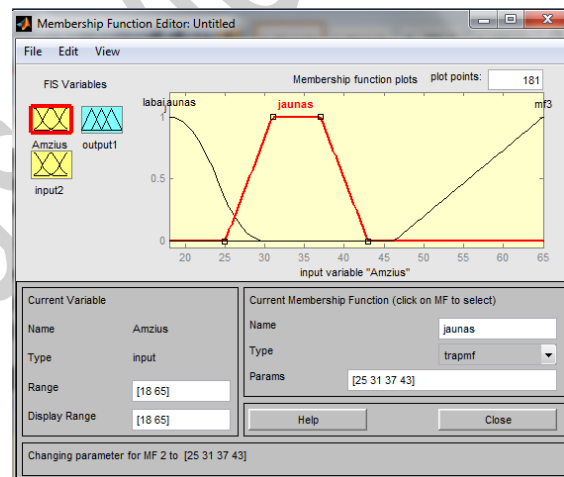 Membership Function Editor: Untitled
File Edit View
FIS Variables
Membership function plots plot points: 181
labaijaunas jaunas mf3
1
Amzius output1
input2
0.5
0
20 25 30 35 40 45 50 55 60 65
input variable "Amzius"
Current Variable
Name Amzius
Type input
Range [18 65]
Display Range [18 65]
Current Membership Function (click on MF to select)
Name jaunas
Type trapmf
Params [25 31 37 43]
Help Close
Changing parameter for MF 2 to [25 31 37 43]